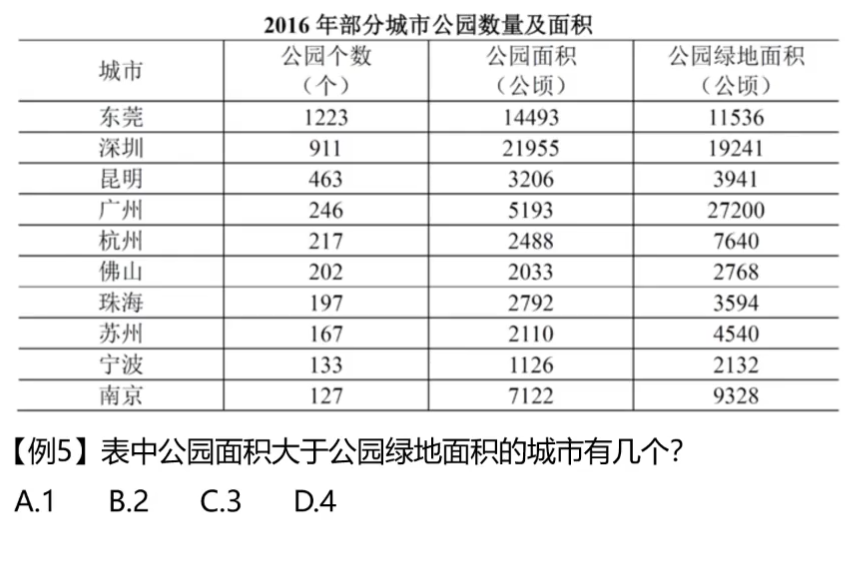 2016 年部分城市公园数量及面积
城市 公园个数（个） 公园面积（公顷） 公园绿地面积（公顷）
东莞 1223 14493 11536
深圳 911 21955 19241
昆明 463 3206 3941
广州 246 5193 27200
杭州 217 2488 7640
佛山 202 2033 2768
珠海 197 2792 3594
苏州 167 2110 4540
宁波 133 1126 2132
南京 127 7122 9328
【例5】表中公园面积大于公园绿地面积的城市有几个？
A.1 B.2 C.3 D.4